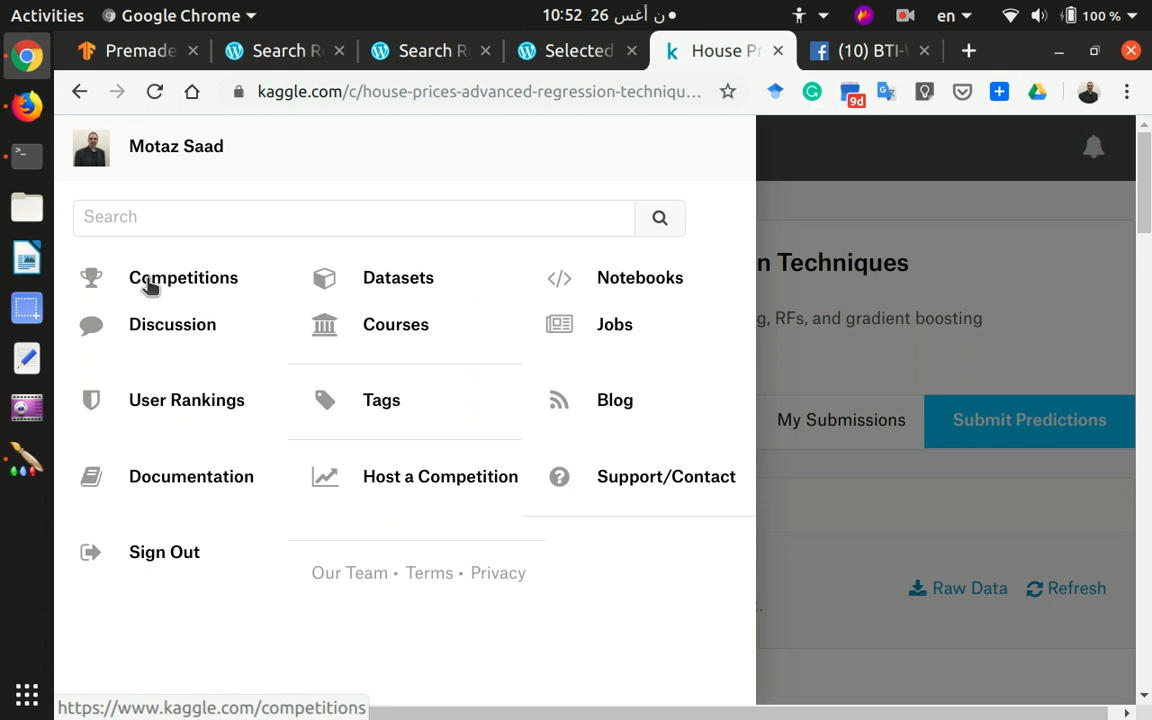 Activities Google Chrome ن أغس 26 10:52 en 100 %
Premade Search R Search R Selected House Pr (10) BTI-
kaggle.com/c/house-prices-advanced-regression-techniqu... 9d
Motaz Saad
Search
n Techniques
Competitions Datasets Notebooks
g, RFs, and gradient boosting
Discussion Courses Jobs
User Rankings Tags Blog
My Submissions Submit Predictions
Documentation Host a Competition Support/Contact
Sign Out
Our Team • Terms • Privacy
Raw Data Refresh
https://www.kaggle.com/competitions